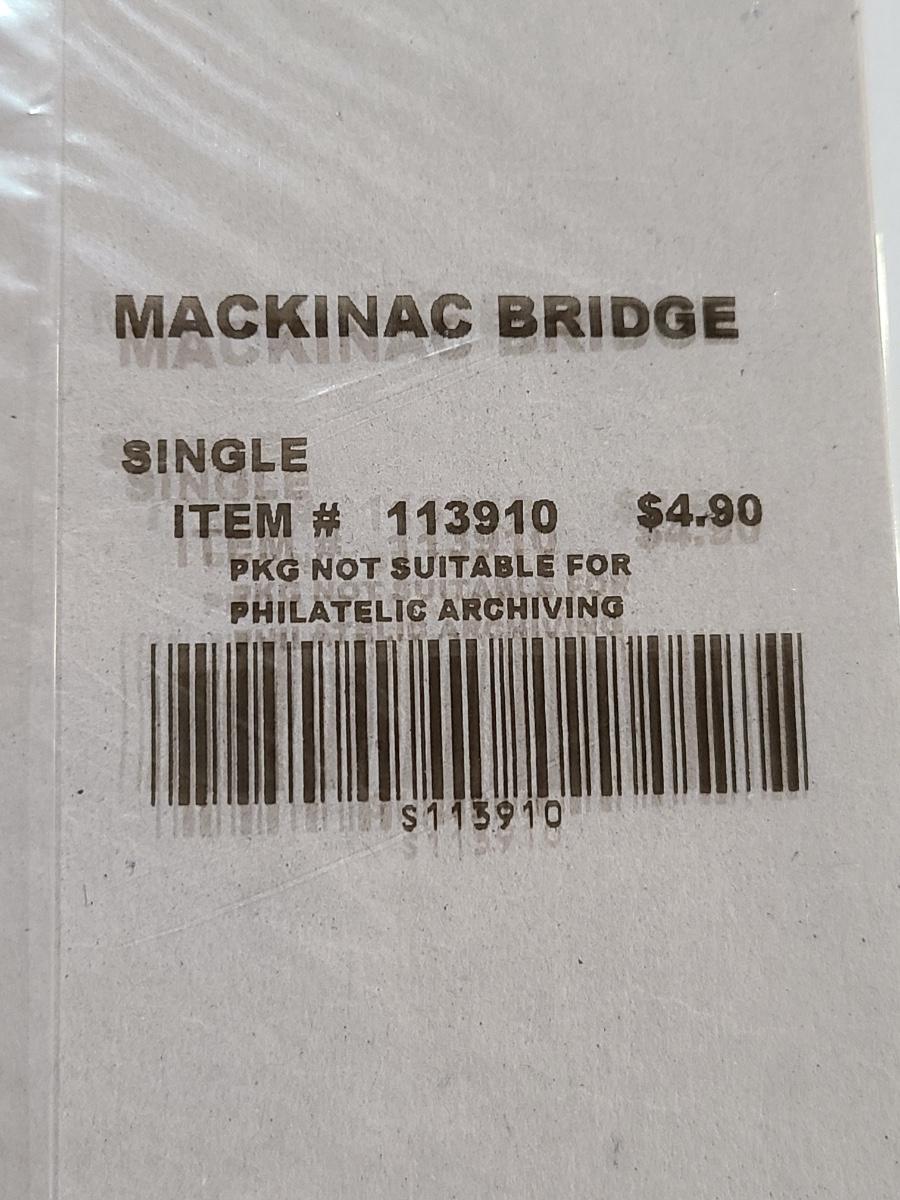 MACKINAC BRIDGE
SINGLE
ITEM # 113910 $4.90
PKG NOT SUITABLE FOR
PHILATELIC ARCHIVING
S113910